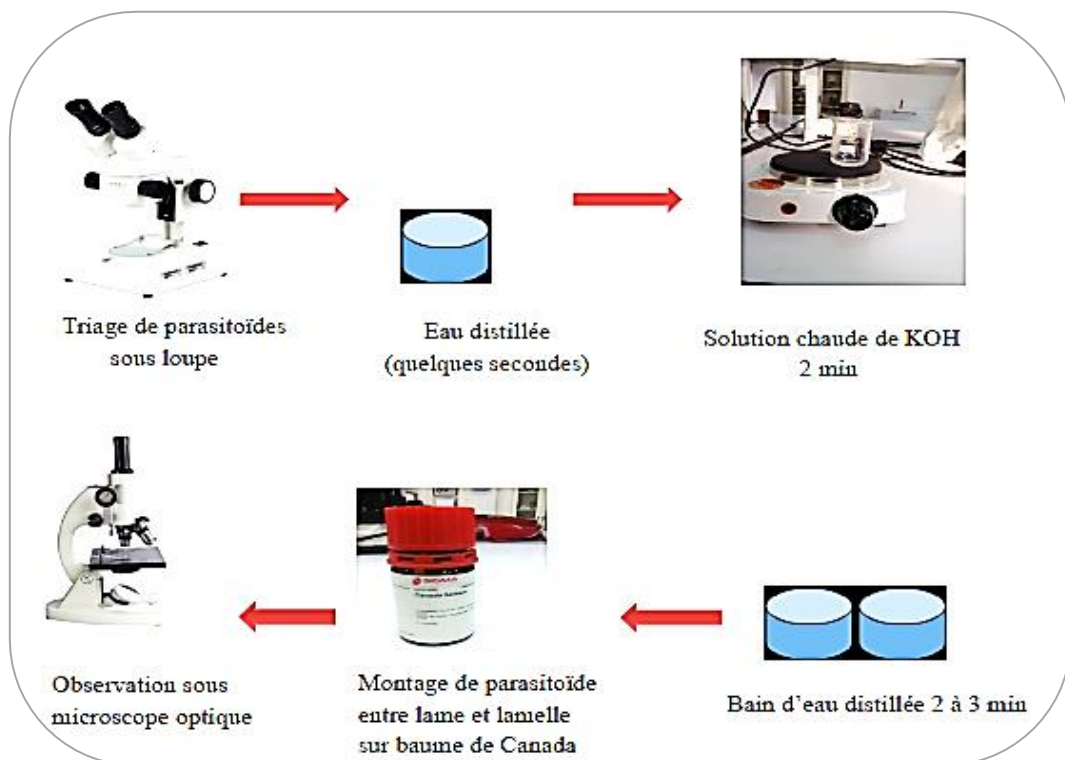 Triage de parasitoïdes
sous loupe
Eau distillée
(quelques secondes)
Solution chaude de KOH
2 min
Bain d’eau distillée 2 à 3 min
SIGMA
Montage de parasitoïde
entre lame et lamelle
sur baume de Canada
Observation sous
microscope optique